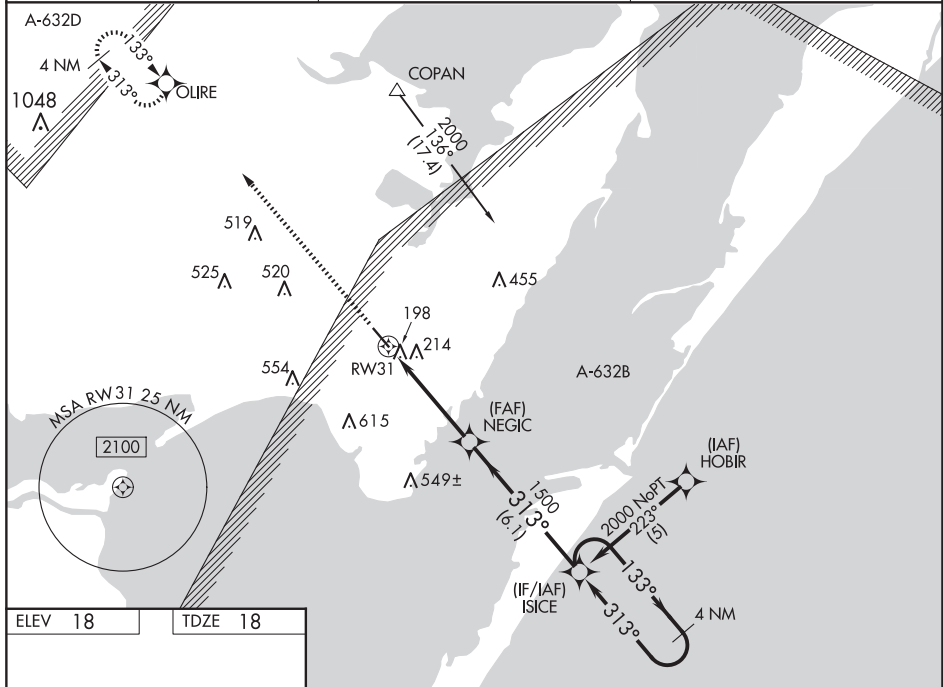 A-632D
133°
4 NM
313°
OLIRE
1048
COPAN
2000
136°
(17.4)
519
525
520
455
198
214
RW31
554
A-632B
MSA RW31 25 NM
2100
615
(FAF)
NEGIC
549±
(IAF)
HOBIR
1500
313°
(6.1)
2000 NoPT
223°
(5)
(IF/IAF)
ISICE
133°
313°
4 NM
ELEV 18
TDZE 18